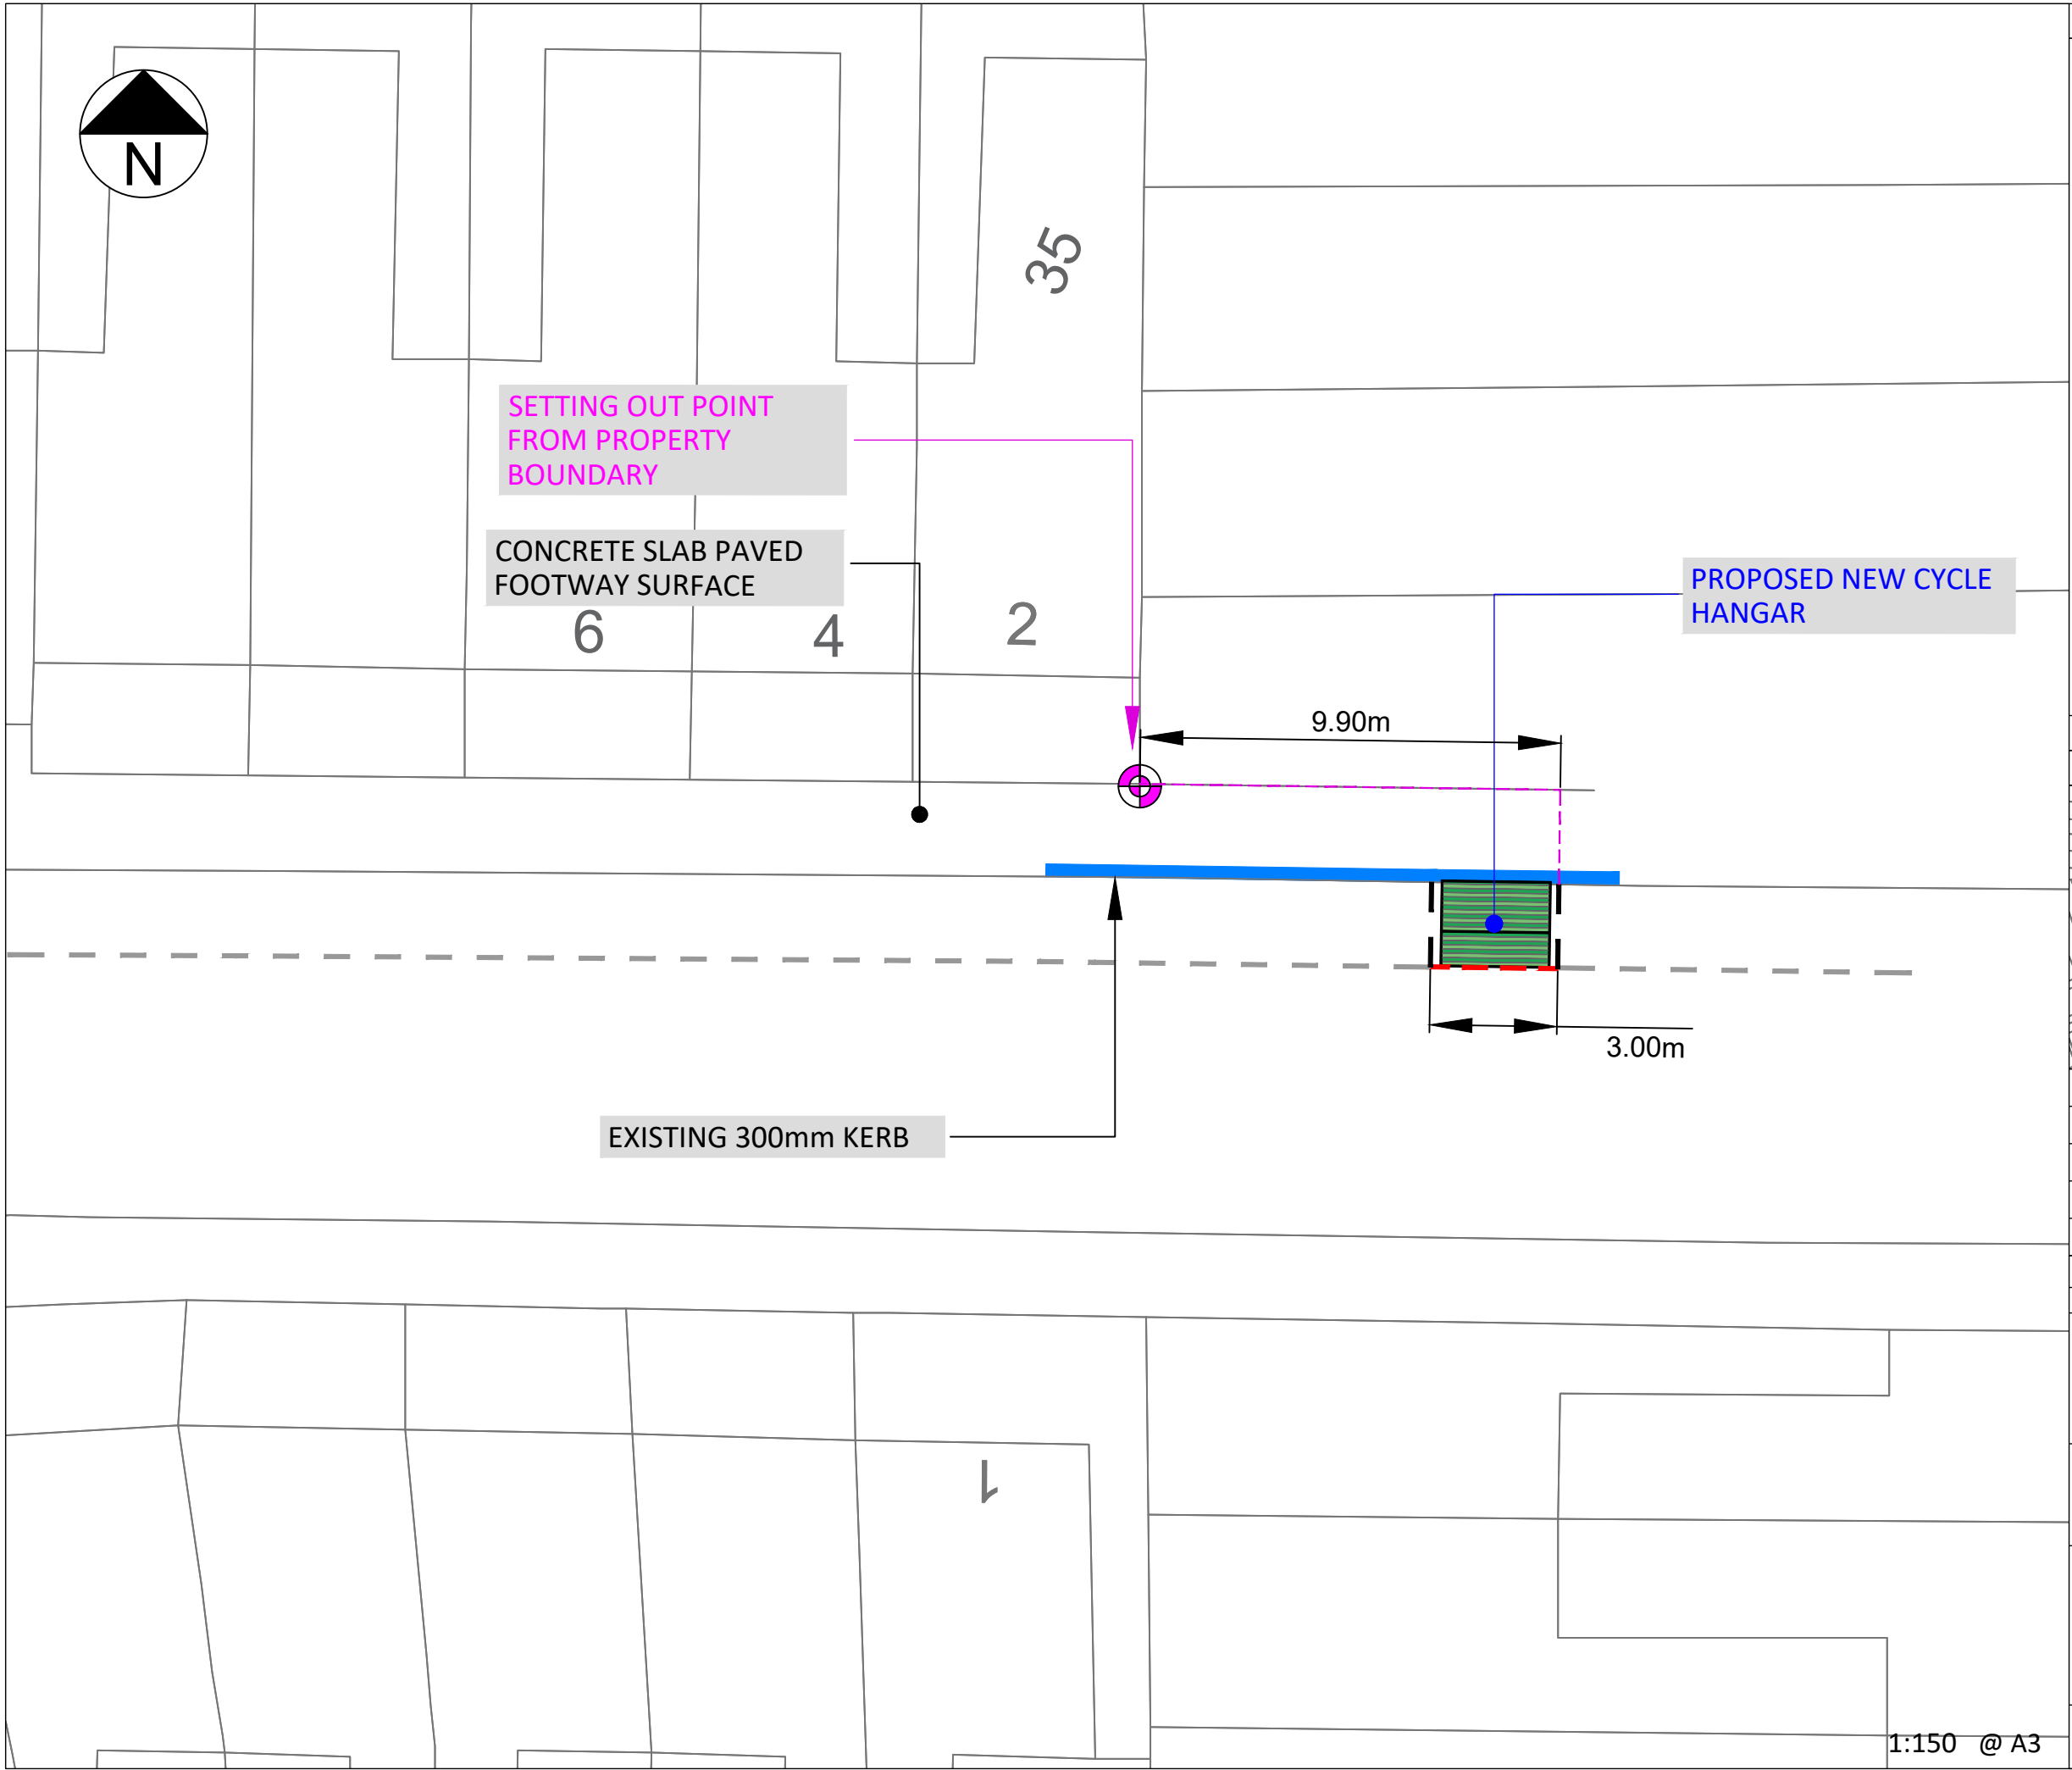 N
35
SETTING OUT POINT
FROM PROPERTY
BOUNDARY
CONCRETE SLAB PAVED
FOOTWAY SURFACE
PROPOSED NEW CYCLE
HANGAR
6
4
2
9.90m
3.00m
EXISTING 300mm KERB
1
1:150 @ A3